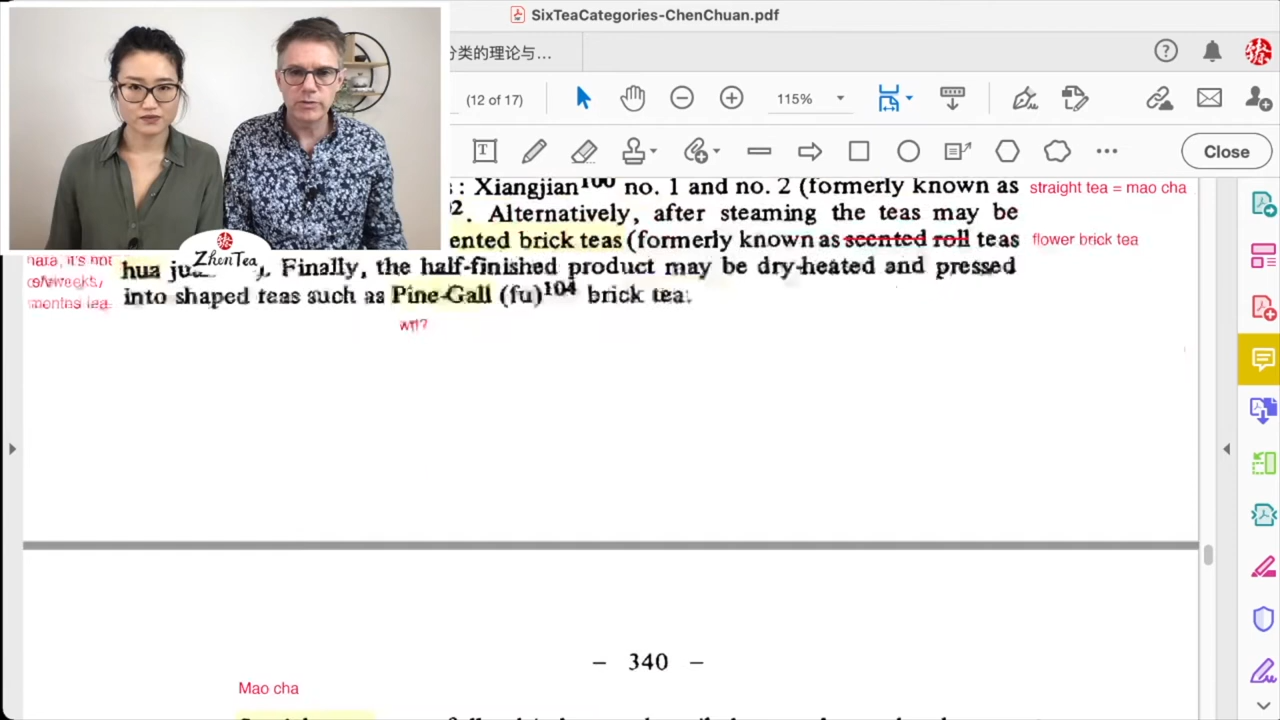 SixTeaCategories-ChenChuan.pdf
分类的理论与...
(12 of 17)
115%
Close
: Xiangjian100 no. 1 and no. 2 (formerly known as
straight tea = mao cha
2. Alternatively, after steaming the teas may be
ented brick teas (formerly known as scented roll teas
flower brick tea
ZhenTea
hua ju ). Finally, the half-finished product may be dry-heated and pressed
into shaped teas such as Pine-Gall (fu)104 brick tea.
wtf?
- 340 -
Mao cha